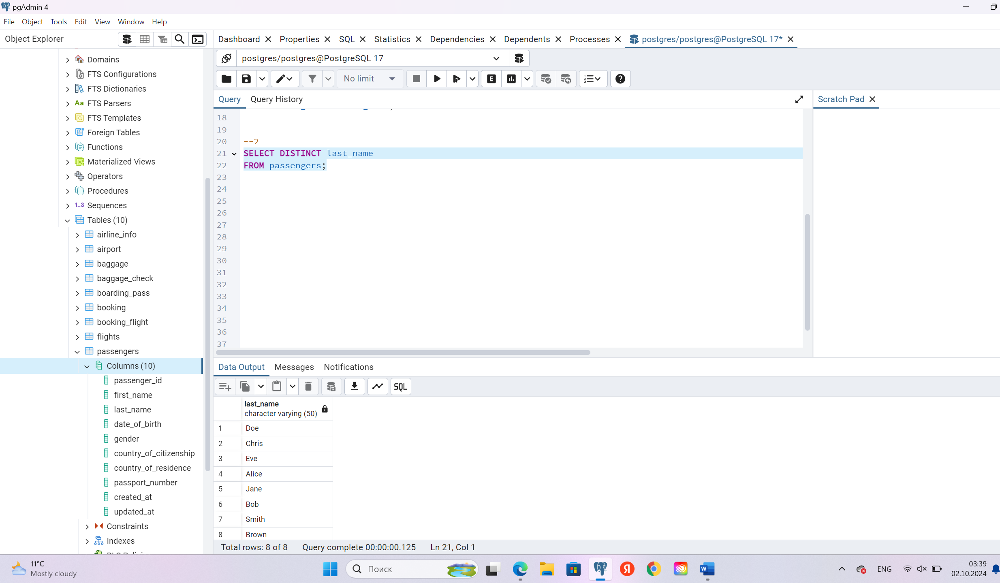 pgAdmin 4
File Object Tools Edit View Window Help
Object Explorer
Dashboard Properties SQL Statistics Dependencies Dependents Processes postgres/postgres@PostgreSQL 17*
Domains
FTS Configurations
FTS Dictionaries
Aa FTS Parsers
FTS Templates
Foreign Tables
Functions
Materialized Views
Operators
Procedures
1..3 Sequences
Tables (10)
airline_info
airport
baggage
baggage_check
boarding_pass
booking
booking_flight
flights
passengers
Columns (10)
passenger_id
first_name
last_name
date_of_birth
gender
country_of_citizenship
country_of_residence
passport_number
created_at
updated_at
Constraints
Indexes
RLS Policies
postgres/postgres@PostgreSQL 17
No limit
E
Query Query History
Scratch Pad
18
19
20 --2
21 SELECT DISTINCT last_name
22 FROM passengers;
23
24
25
26
27
28
29
30
31
32
33
34
35
36
37
Data Output Messages Notifications
SQL
last_name
character varying (50)
1 Doe
2 Chris
3 Eve
4 Alice
5 Jane
6 Bob
7 Smith
8 Brown
Total rows: 8 of 8 Query complete 00:00:00.125 Ln 21, Col 1
11°C
Mostly cloudy
Поиск
ENG
03:39
02.10.2024